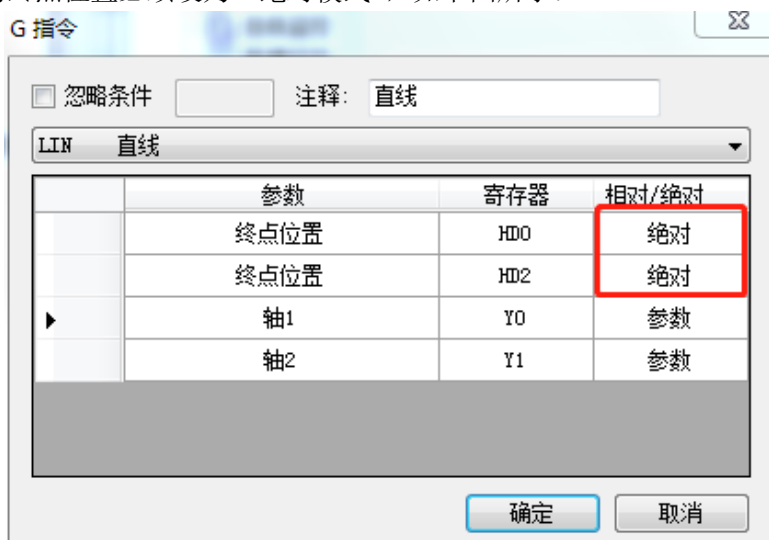 G 指令
忽略条件 注释: 直线
LIN 直线
参数 寄存器 相对/绝对
终点位置 HD0 绝对
终点位置 HD2 绝对
轴1 Y0 参数
轴2 Y1 参数
确定 取消